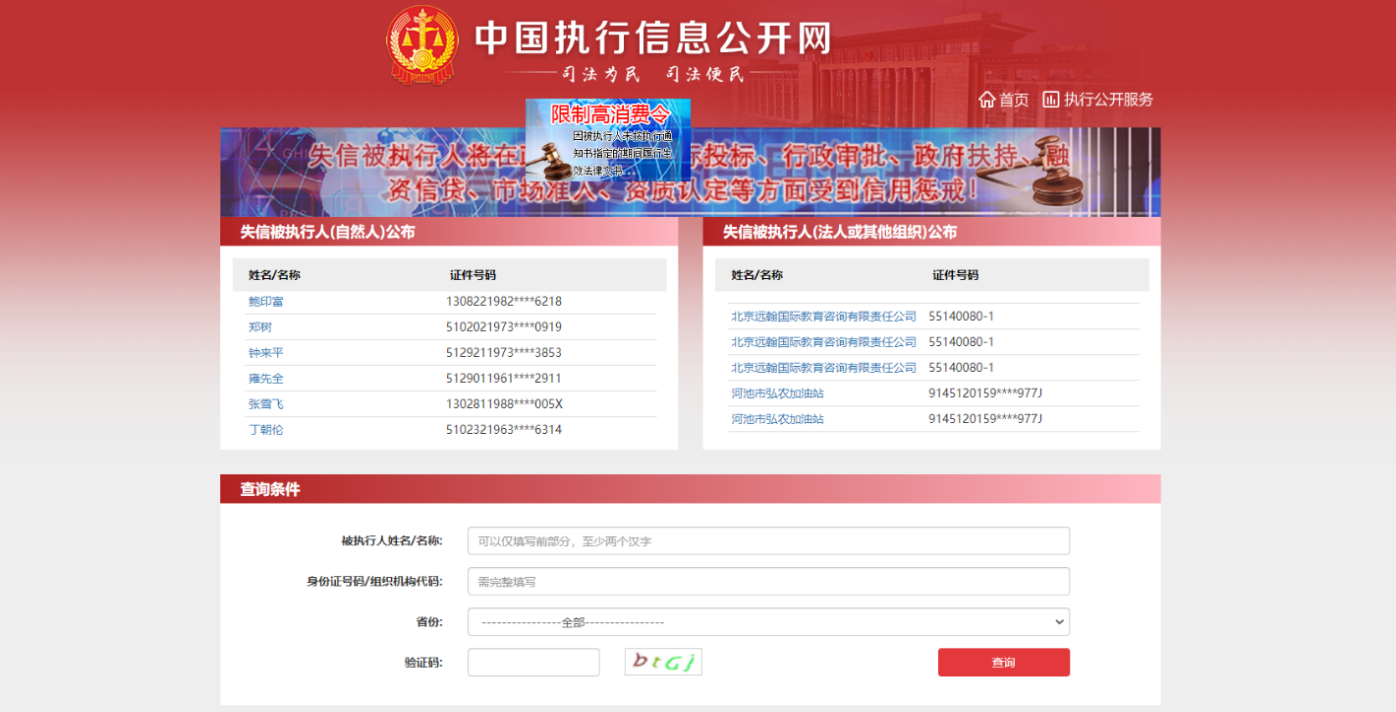 中国执行信息公开网
司法为民 司法便民
首页 执行公开服务
限制高消费令
因被执行人未按执行通
知书指定的期间履行生
效法律文书...
失信被执行人将在政 标投标、行政审批、政府扶持、融
资信贷、市场准入、资质认定等方面受到信用惩戒!
失信被执行人(自然人)公布
姓名/名称 证件号码
鲍印富 1308221982****6218
郑树 5102021973****0919
钟来平 5129211973****3853
雍先全 5129011961****2911
张雪飞 1302811988****005X
丁朝伦 5102321963****6314
失信被执行人(法人或其他组织)公布
姓名/名称 证件号码
北京远翰国际教育咨询有限责任公司 55140080-1
北京远翰国际教育咨询有限责任公司 55140080-1
北京远翰国际教育咨询有限责任公司 55140080-1
河池市弘农加油站 9145120159****977J
河池市弘农加油站 9145120159****977J
查询条件
被执行人姓名/名称: 可以仅填写前部分，至少两个汉字
身份证号码/组织机构代码: 需完整填写
省份: ----------------全部----------------
验证码: btGj 查询